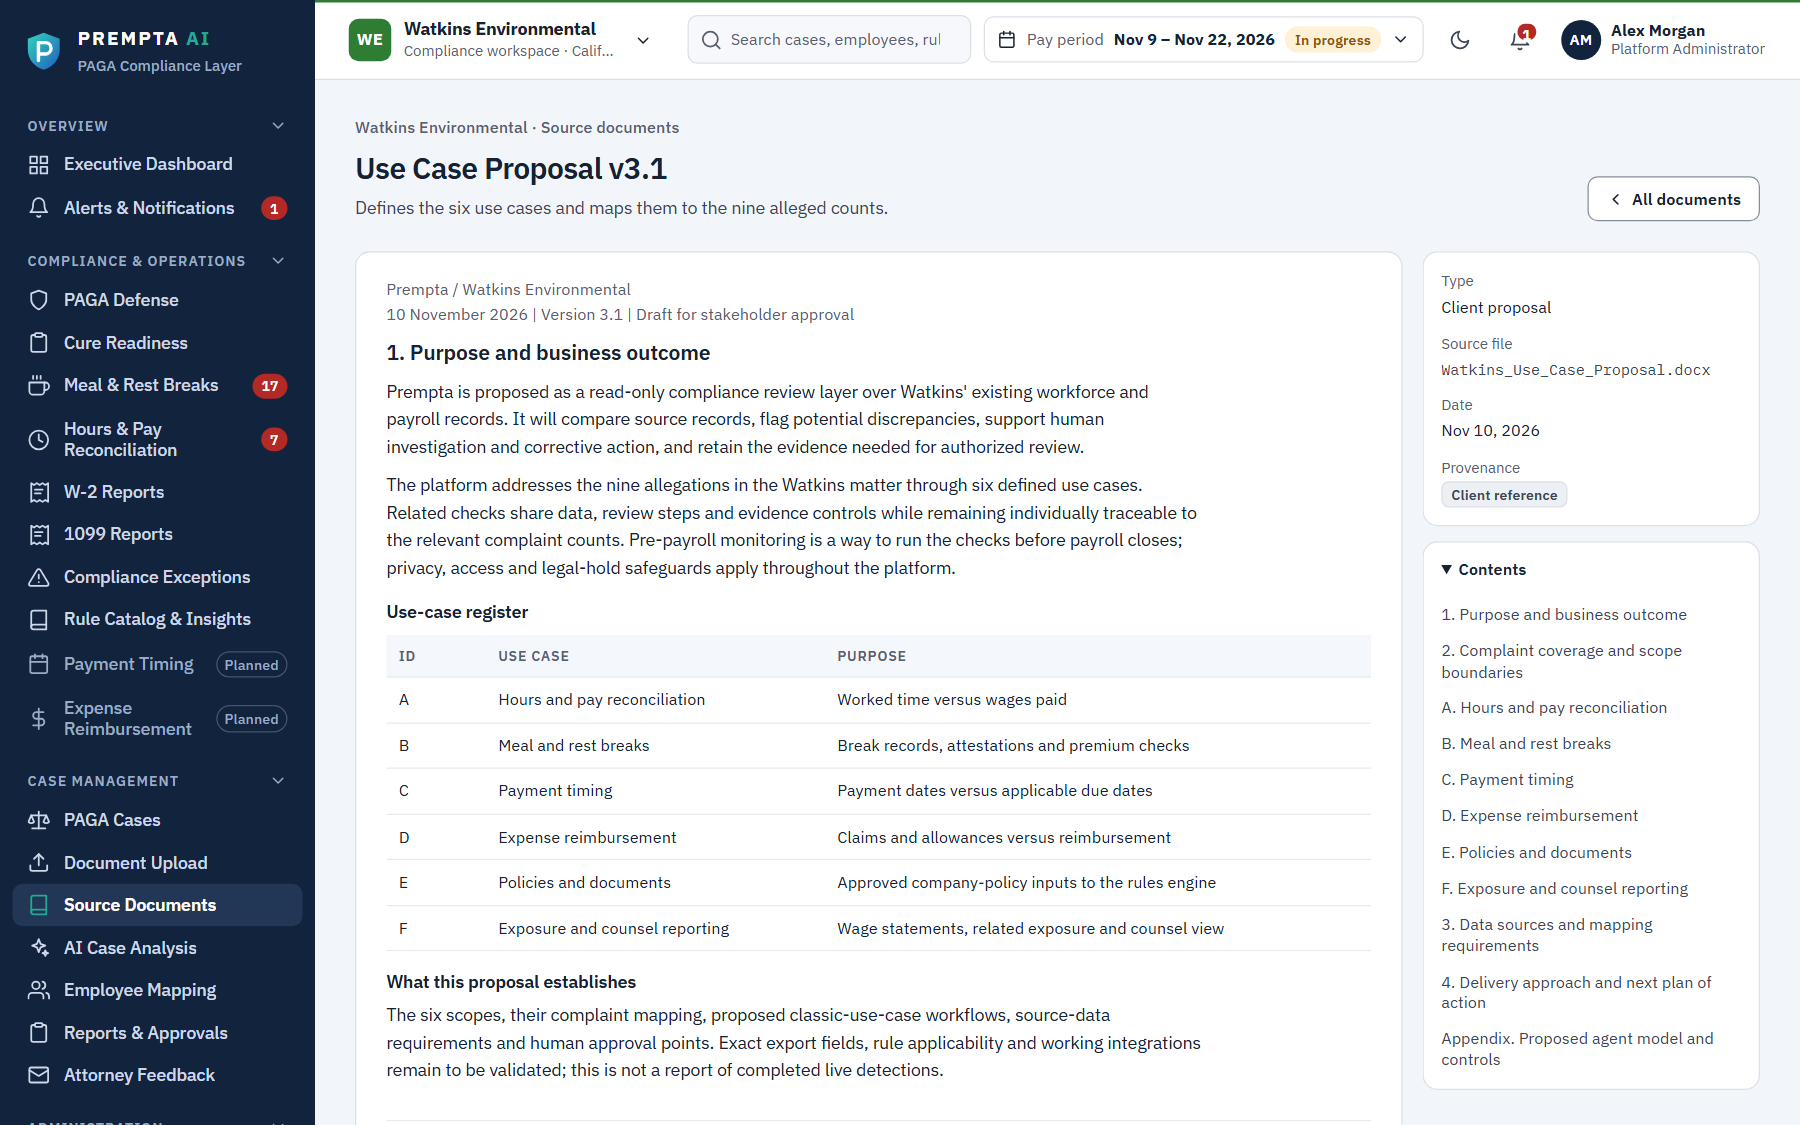 PREMPTA AI
PAGA Compliance Layer
OVERVIEW
Executive Dashboard
Alerts & Notifications 1
COMPLIANCE & OPERATIONS
PAGA Defense
Cure Readiness
Meal & Rest Breaks 17
Hours & Pay
Reconciliation 7
W-2 Reports
1099 Reports
Compliance Exceptions
Rule Catalog & Insights
Payment Timing Planned
Expense
Reimbursement Planned
CASE MANAGEMENT
PAGA Cases
Document Upload
Source Documents
AI Case Analysis
Employee Mapping
Reports & Approvals
Attorney Feedback
WE
Watkins Environmental
Compliance workspace · Calif...
Search cases, employees, rul
Pay period Nov 9 – Nov 22, 2026 In progress
1
AM
Alex Morgan
Platform Administrator
Watkins Environmental · Source documents
Use Case Proposal v3.1
Defines the six use cases and maps them to the nine alleged counts.
All documents
Prempta / Watkins Environmental
10 November 2026 | Version 3.1 | Draft for stakeholder approval
1. Purpose and business outcome
Prempta is proposed as a read-only compliance review layer over Watkins' existing workforce and
payroll records. It will compare source records, flag potential discrepancies, support human
investigation and corrective action, and retain the evidence needed for authorized review.
The platform addresses the nine allegations in the Watkins matter through six defined use cases.
Related checks share data, review steps and evidence controls while remaining individually traceable to
the relevant complaint counts. Pre-payroll monitoring is a way to run the checks before payroll closes;
privacy, access and legal-hold safeguards apply throughout the platform.
Use-case register
ID USE CASE PURPOSE
A Hours and pay reconciliation Worked time versus wages paid
B Meal and rest breaks Break records, attestations and premium checks
C Payment timing Payment dates versus applicable due dates
D Expense reimbursement Claims and allowances versus reimbursement
E Policies and documents Approved company-policy inputs to the rules engine
F Exposure and counsel reporting Wage statements, related exposure and counsel view
What this proposal establishes
The six scopes, their complaint mapping, proposed classic-use-case workflows, source-data
requirements and human approval points. Exact export fields, rule applicability and working integrations
remain to be validated; this is not a report of completed live detections.
Type
Client proposal
Source file
Watkins_Use_Case_Proposal.docx
Date
Nov 10, 2026
Provenance
Client reference
Contents
1. Purpose and business outcome
2. Complaint coverage and scope
boundaries
A. Hours and pay reconciliation
B. Meal and rest breaks
C. Payment timing
D. Expense reimbursement
E. Policies and documents
F. Exposure and counsel reporting
3. Data sources and mapping
requirements
4. Delivery approach and next plan of
action
Appendix. Proposed agent model and
controls